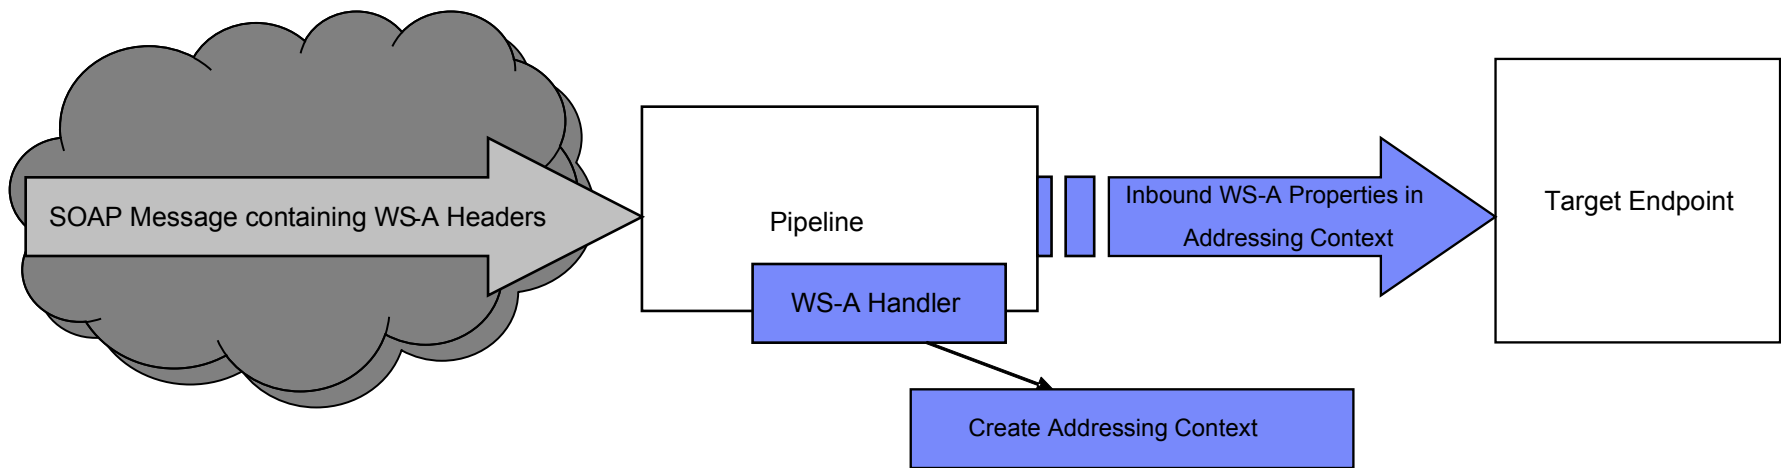 SOAP Message containing WS-A Headers
Pipeline
WS-A Handler
Create Addressing Context
Inbound WS-A Properties in
Addressing Context
Target Endpoint